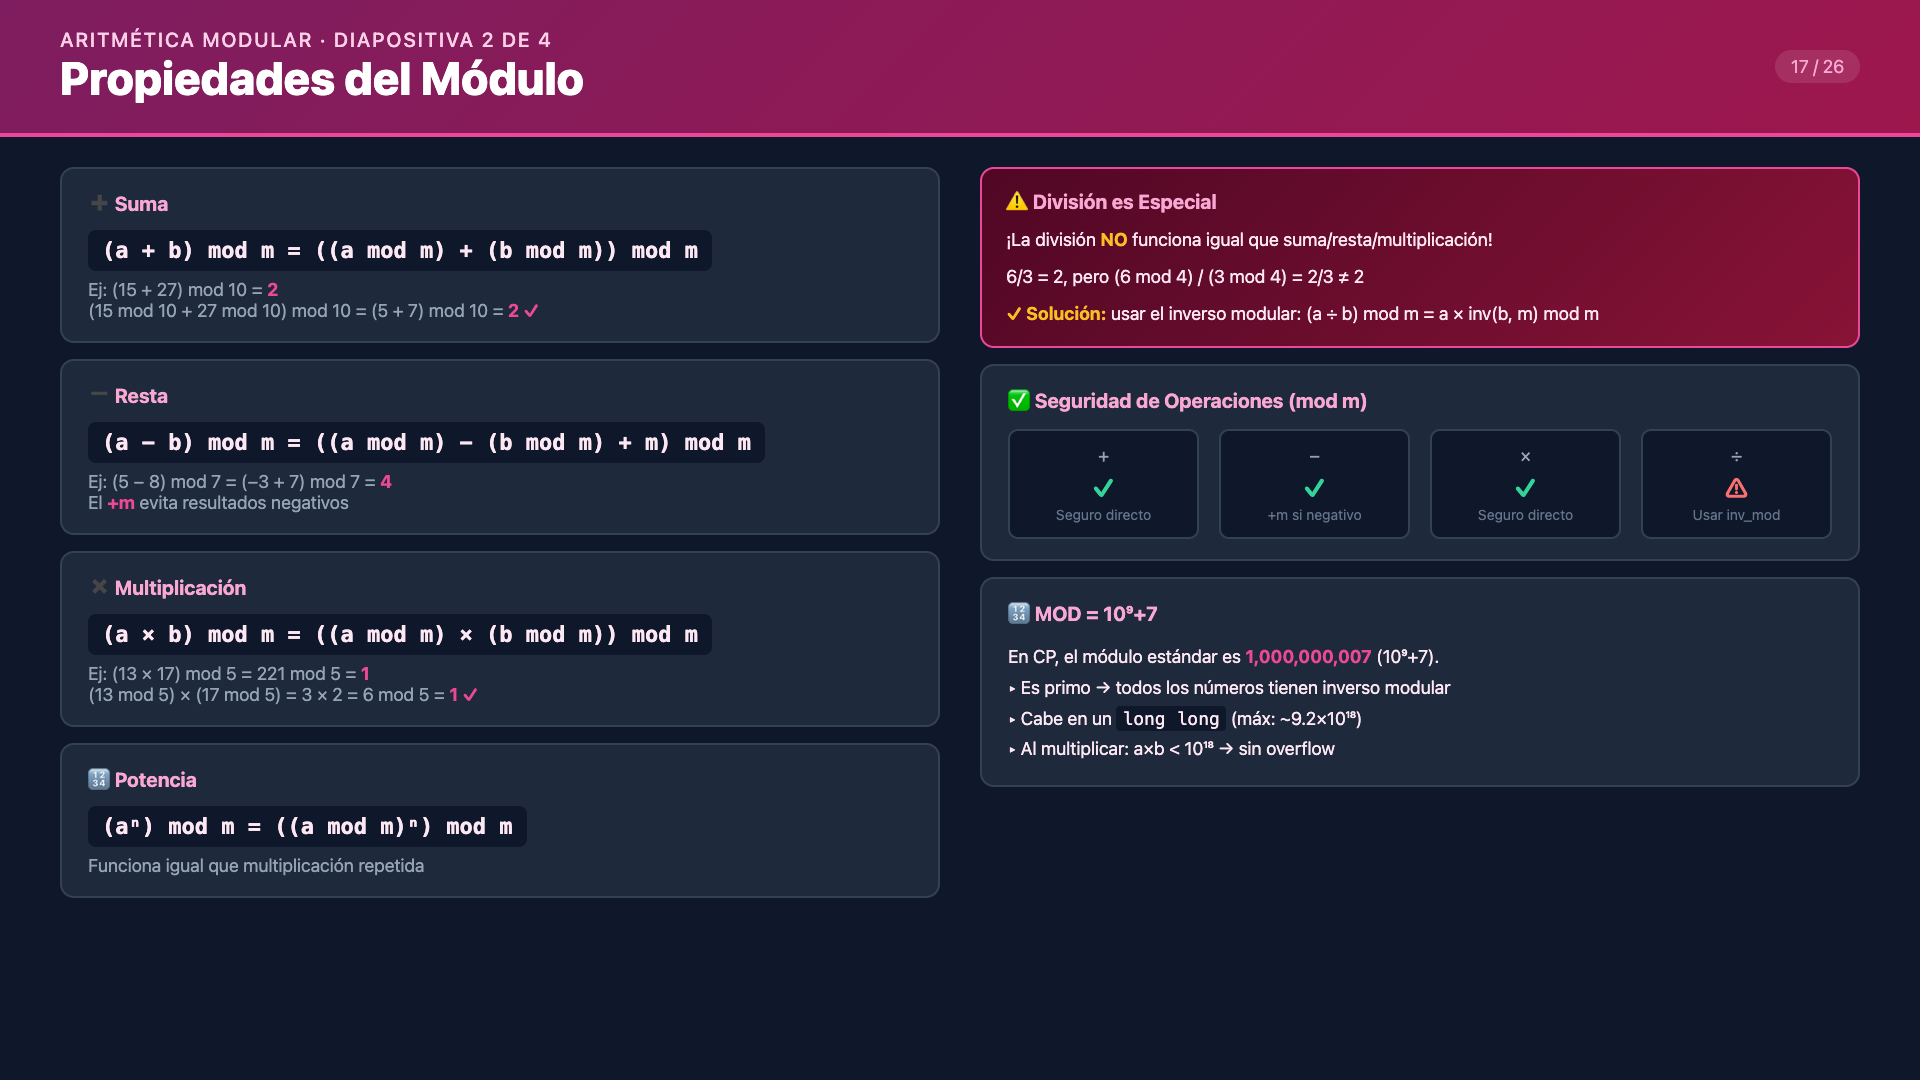 ARITMÉTICA MODULAR · DIAPOSITIVA 2 DE 4
Propiedades del Módulo
17 / 26
➕ Suma
(a + b) mod m = ((a mod m) + (b mod m)) mod m
Ej: (15 + 27) mod 10 = 2
(15 mod 10 + 27 mod 10) mod 10 = (5 + 7) mod 10 = 2 ✓
➖ Resta
(a − b) mod m = ((a mod m) − (b mod m) + m) mod m
Ej: (5 − 8) mod 7 = (−3 + 7) mod 7 = 4
El +m evita resultados negativos
✖ Multiplicación
(a × b) mod m = ((a mod m) × (b mod m)) mod m
Ej: (13 × 17) mod 5 = 221 mod 5 = 1
(13 mod 5) × (17 mod 5) = 3 × 2 = 6 mod 5 = 1 ✓
🔢 Potencia
(aⁿ) mod m = ((a mod m)ⁿ) mod m
Funciona igual que multiplicación repetida
⚠️ División es Especial
¡La división NO funciona igual que suma/resta/multiplicación!
6/3 = 2, pero (6 mod 4) / (3 mod 4) = 2/3 ≠ 2
✓ Solución: usar el inverso modular: (a ÷ b) mod m = a × inv(b, m) mod m
✅ Seguridad de Operaciones (mod m)
+
✓
Seguro directo
−
✓
+m si negativo
×
✓
Seguro directo
÷
⚠
Usar inv_mod
🔢 MOD = 10⁹+7
En CP, el módulo estándar es 1,000,000,007 (10⁹+7).
‣ Es primo → todos los números tienen inverso modular
‣ Cabe en un long long (máx: ~9.2×10¹⁸)
‣ Al multiplicar: a×b < 10¹⁸ → sin overflow